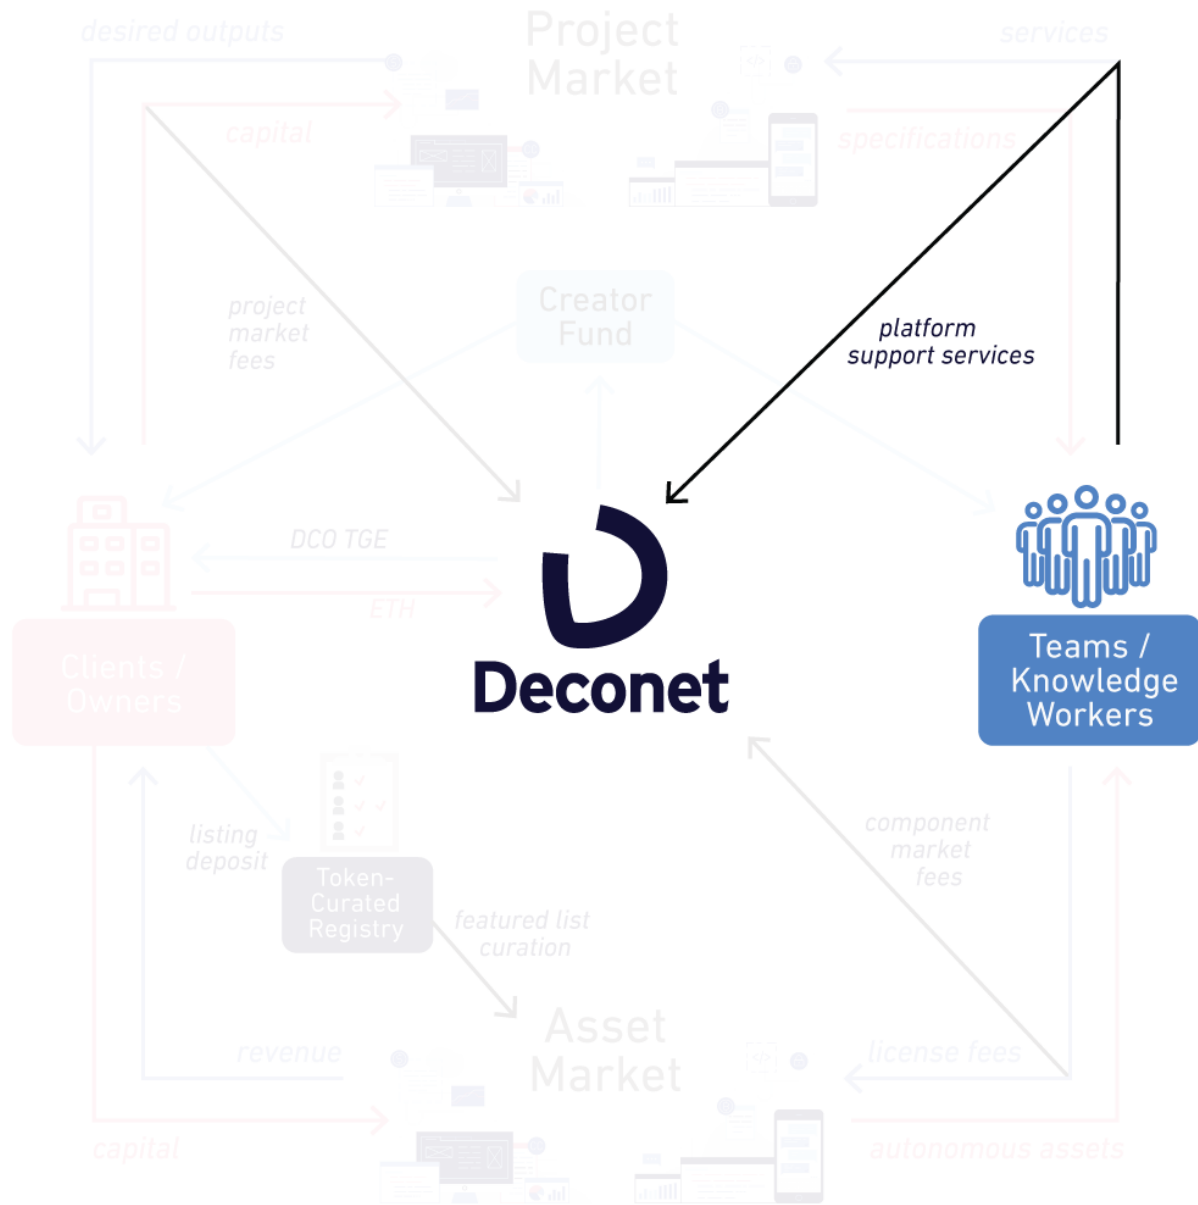 desired outputs
Project
Market
services
capital
specifications
project
market
fees
Creator
Fund
platform
support services
DCO TGE
ETH
Deconet
Clients /
Owners
Teams /
Knowledge
Workers
listing
deposit
Token-
Curated
Registry
featured list
curation
component
market
fees
Asset
Market
revenue
license fees
capital
autonomous assets